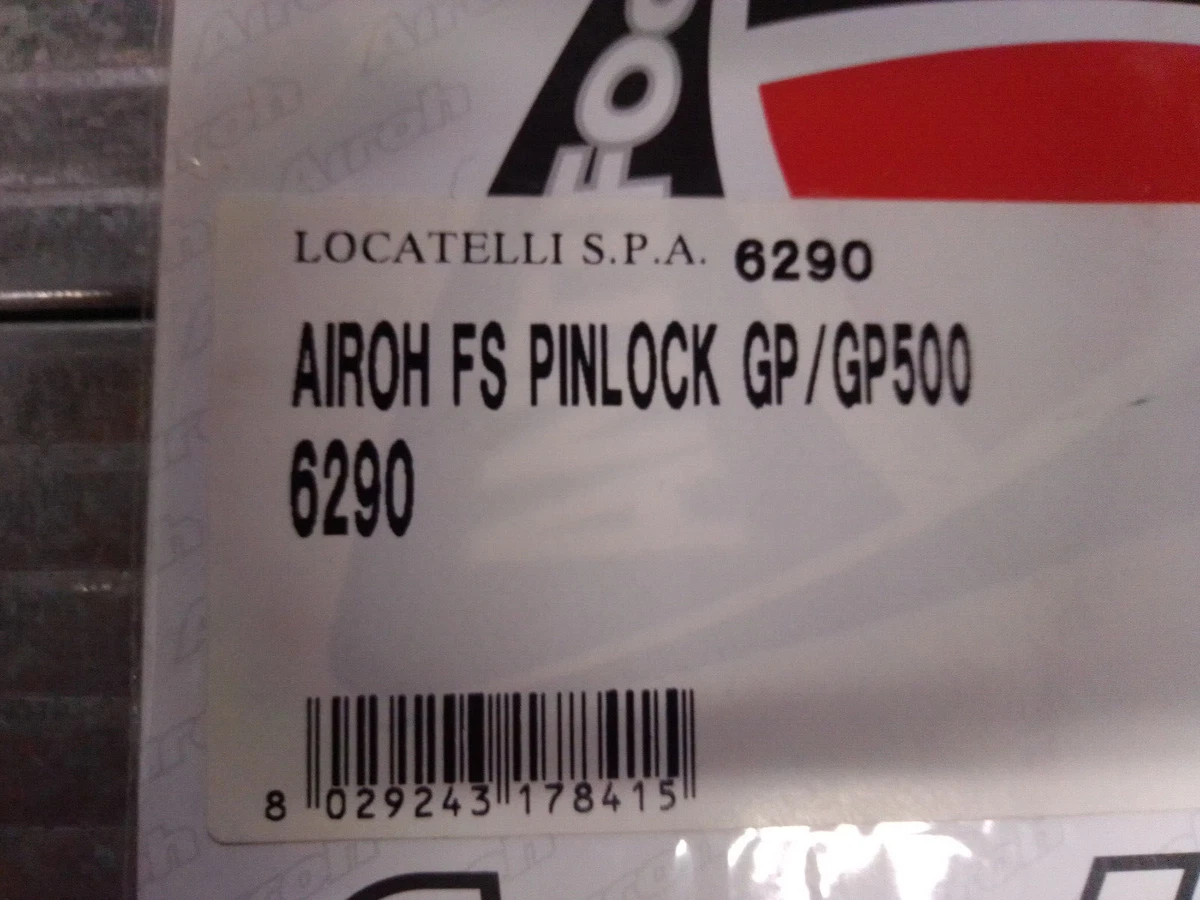 LOCATELLI S.P.A. 6290
AIROH FS PINLOCK GP/GP500
6290
8 029243 178415